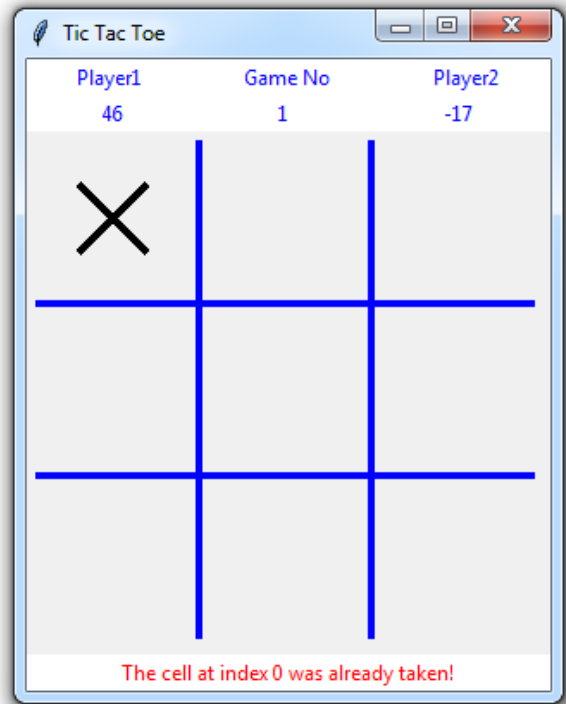 Tic Tac Toe
Player1 Game No Player2
46 1 -17
The cell at index 0 was already taken!